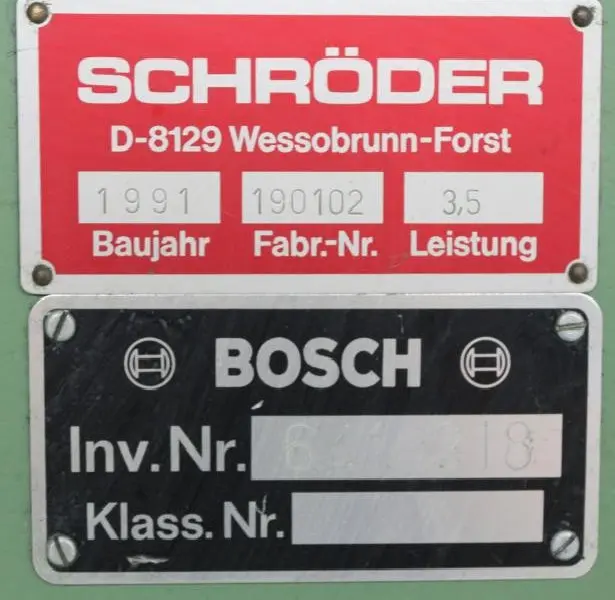 SCHRÖDER
D-8129 Wessobrunn-Forst
1991 190102 3,5
Baujahr Fabr.-Nr. Leistung
BOSCH
Inv. Nr.
Klass. Nr.